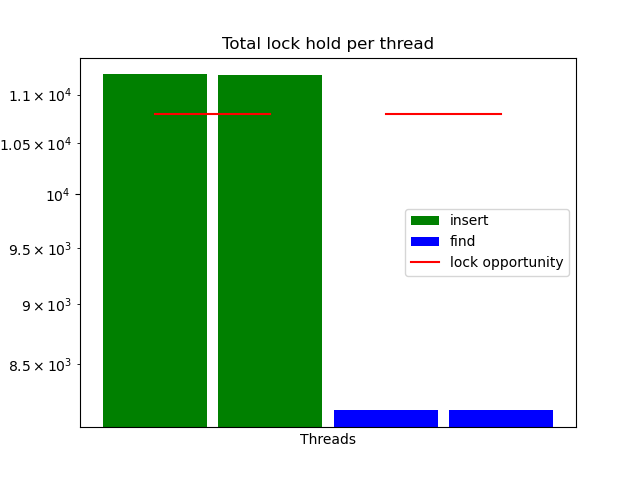 Total lock hold per thread
1.1 × 10⁴
1.05 × 10⁴
10⁴
9.5 × 10³
9 × 10³
8.5 × 10³
insert
find
lock opportunity
Threads